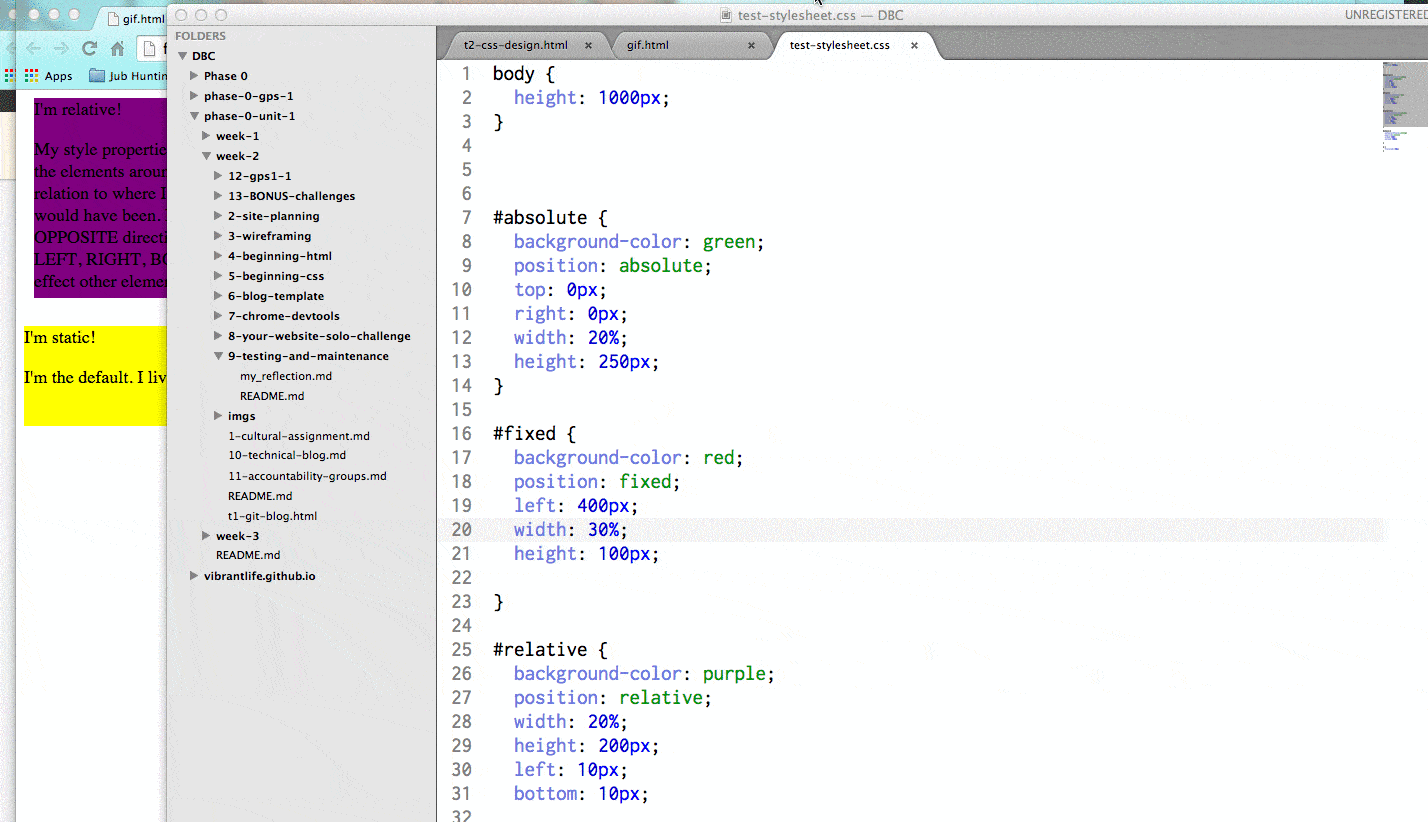 gif.html
test-stylesheet.css — DBC
UNREGISTERED
Apps
Jub Huntin
I'm relative!
My style propertie
the elements aroun
relation to where I
would have been.
OPPOSITE directi
LEFT, RIGHT, BO
effect other eleme
I'm static!
I'm the default. I liv
FOLDERS
DBC
Phase 0
phase-0-gps-1
phase-0-unit-1
week-1
week-2
12-gps1-1
13-BONUS-challenges
2-site-planning
3-wireframing
4-beginning-html
5-beginning-css
6-blog-template
7-chrome-devtools
8-your-website-solo-challenge
9-testing-and-maintenance
my_reflection.md
README.md
imgs
1-cultural-assignment.md
10-technical-blog.md
11-accountability-groups.md
README.md
t1-git-blog.html
week-3
README.md
vibrantlife.github.io
t2-css-design.html × gif.html × test-stylesheet.css ×
1 body {
2 height: 1000px;
3 }
4
5
6
7 #absolute {
8 background-color: green;
9 position: absolute;
10 top: 0px;
11 right: 0px;
12 width: 20%;
13 height: 250px;
14 }
15
16 #fixed {
17 background-color: red;
18 position: fixed;
19 left: 400px;
20 width: 30%;
21 height: 100px;
22
23 }
24
25 #relative {
26 background-color: purple;
27 position: relative;
28 width: 20%;
29 height: 200px;
30 left: 10px;
31 bottom: 10px;
32